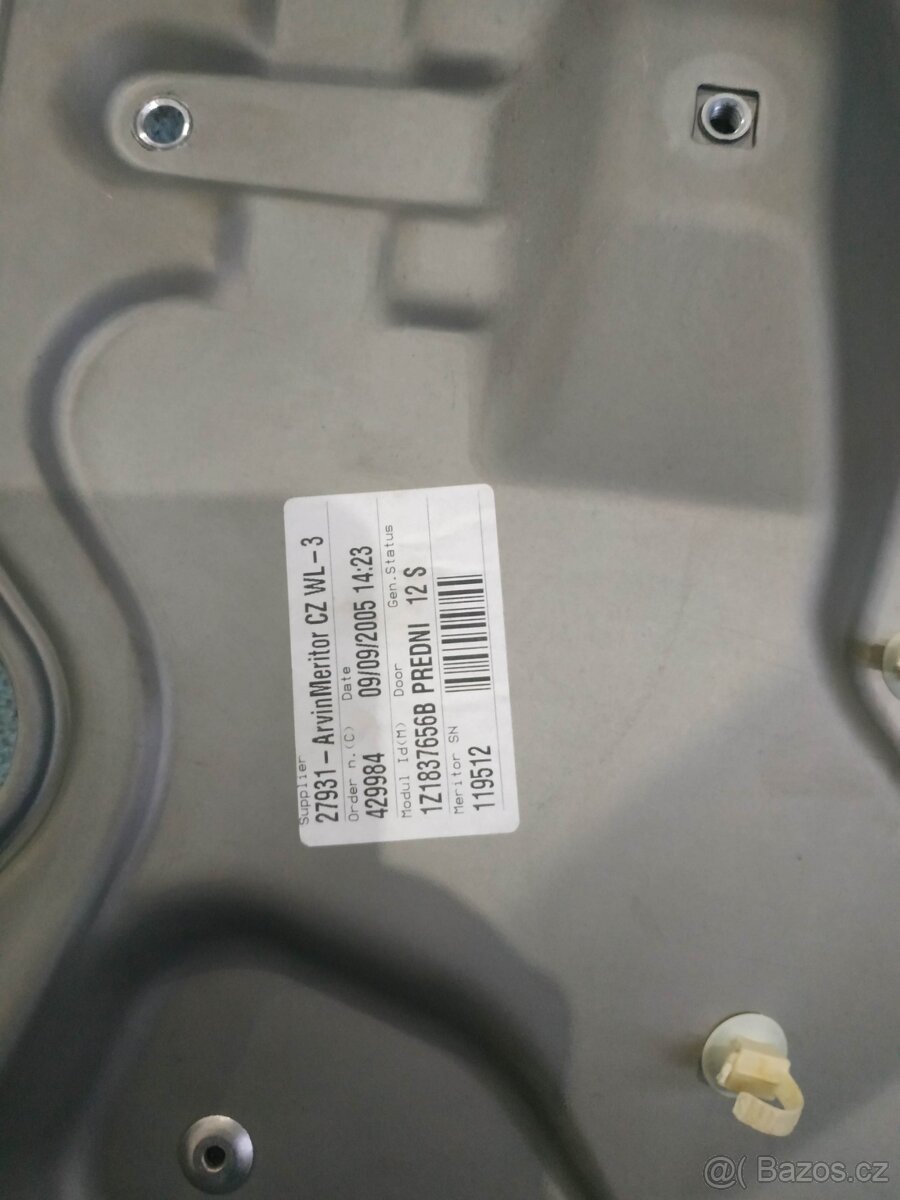 Supplier
27931-ArvinMeritor CZ WL-3
Order n.(C) Date
429984 09/09/2005 14:23
Modul Id(M) Door Gen.Status
1Z1837656B PREDNI 12 S
Meritor SN
119512
@( Bazos.cz